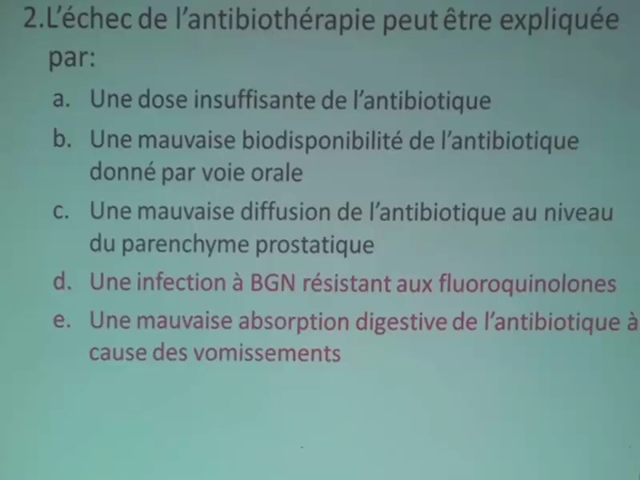 2.L'échec de l'antibiothérapie peut être expliquée
par:
a. Une dose insuffisante de l'antibiotique
b. Une mauvaise biodisponibilité de l'antibiotique
donné par voie orale
c. Une mauvaise diffusion de l'antibiotique au niveau
du parenchyme prostatique
d. Une infection à BGN résistant aux fluoroquinolones
e. Une mauvaise absorption digestive de l'antibiotique à
cause des vomissements